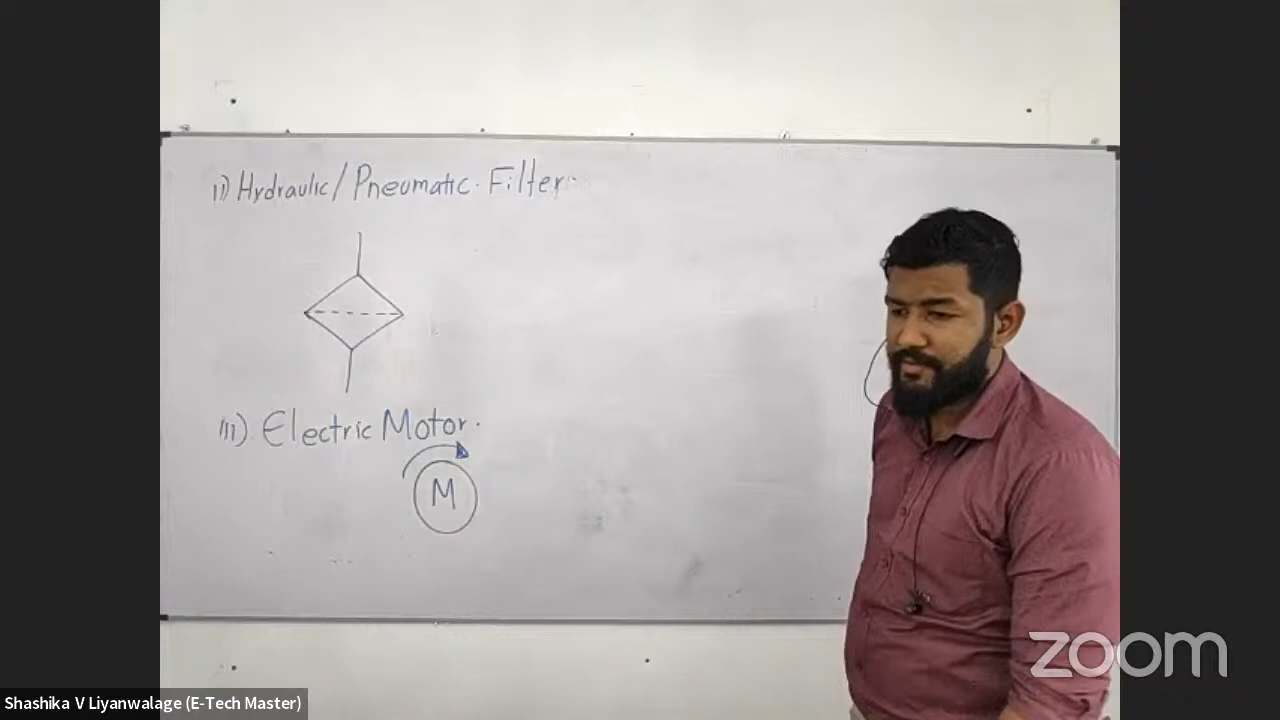 ii) Hydraulic/Pneumatic. Filter.
iii) Electric Motor.
M
zoom
Shashika V Liyanwalage (E-Tech Master)